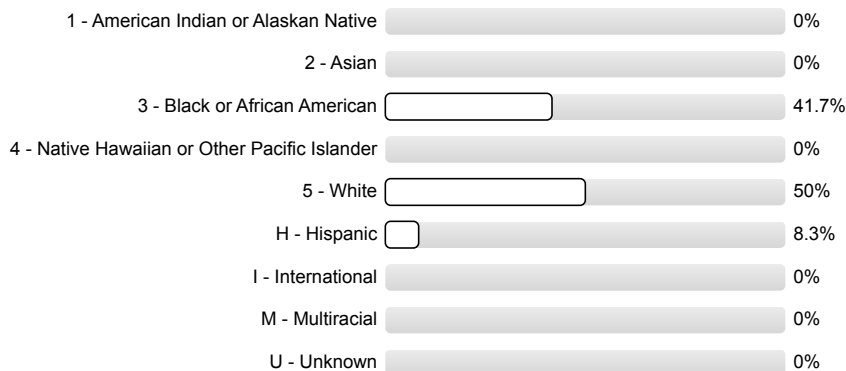 1 - American Indian or Alaskan Native 0%
2 - Asian 0%
3 - Black or African American 41.7%
4 - Native Hawaiian or Other Pacific Islander 0%
5 - White 50%
H - Hispanic 8.3%
I - International 0%
M - Multiracial 0%
U - Unknown 0%